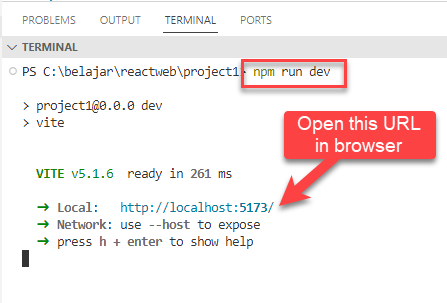 PROBLEMS OUTPUT TERMINAL PORTS
TERMINAL
PS C:\belajar\reactweb\project1> npm run dev
> project1@0.0.0 dev
> vite
Open this URL
in browser
VITE v5.1.6 ready in 261 ms
➜ Local: http://localhost:5173/
➜ Network: use --host to expose
➜ press h + enter to show help